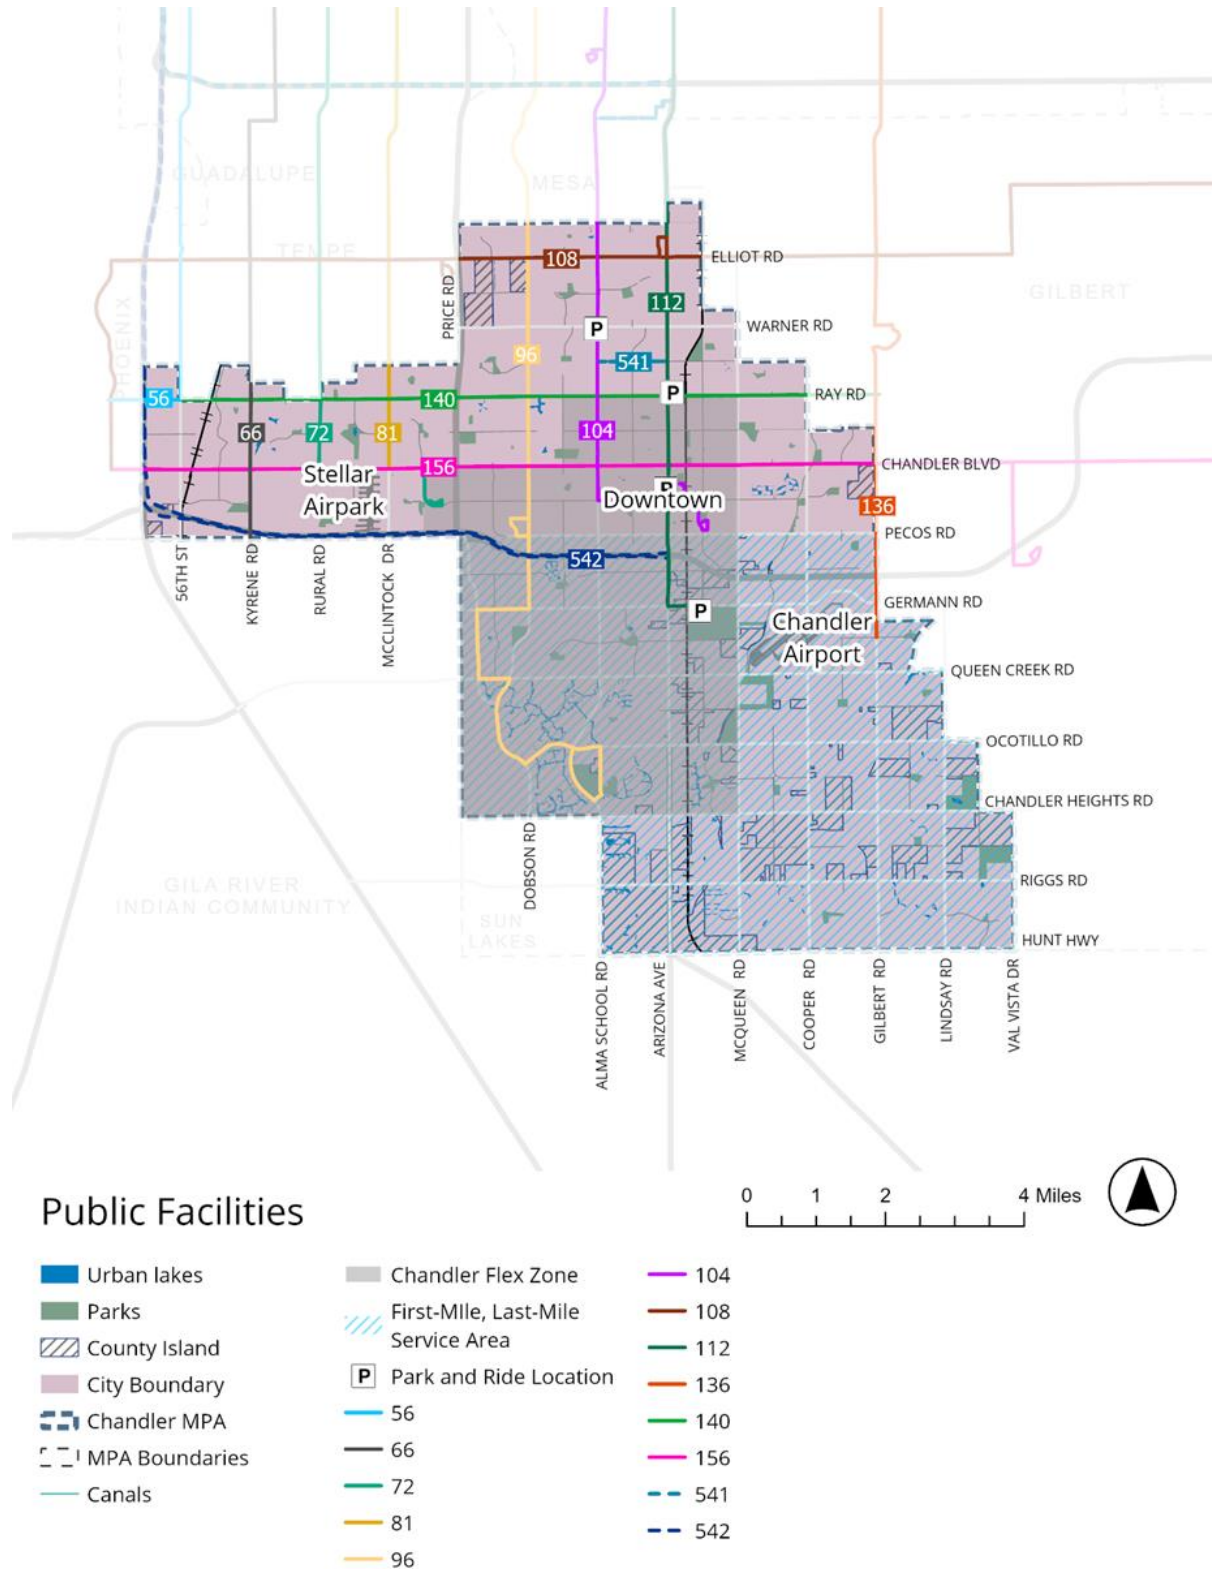 GUADALUPE
MESA
TEMPE
PHOENIX
GILBERT
108
ELLIOT RD
PRICE RD
112
P
WARNER RD
96
541
56
140
P
RAY RD
66
72
81
104
156
CHANDLER BLVD
Stellar
Airpark
P
Downtown
136
PECOS RD
542
56TH ST
KYRENE RD
RURAL RD
MCCLINTOCK DR
P
GERMANN RD
Chandler
Airport
QUEEN CREEK RD
OCOTILLO RD
CHANDLER HEIGHTS RD
DOBSON RD
GILA RIVER
INDIAN COMMUNITY
RIGGS RD
SUN
LAKES
HUNT HWY
ALMA SCHOOL RD
ARIZONA AVE
MCQUEEN RD
COOPER RD
GILBERT RD
LINDSAY RD
VAL VISTA DR
0 1 2 4 Miles
Public Facilities
Urban lakes
Parks
County Island
City Boundary
Chandler MPA
MPA Boundaries
Canals
Chandler Flex Zone
First-MIle, Last-Mile
Service Area
P Park and Ride Location
56
66
72
81
96
104
108
112
136
140
156
541
542